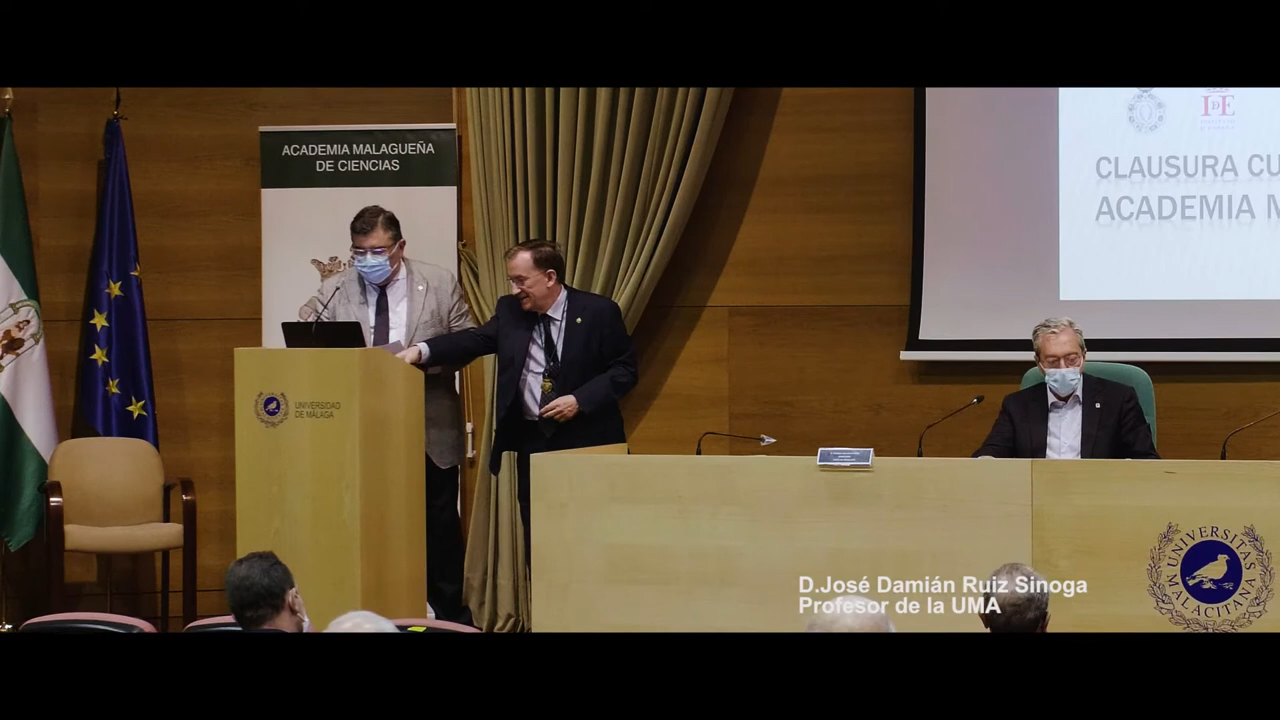 ACADEMIA MALAGUEÑA
DE CIENCIAS
CLAUSURA CU
ACADEMIA M
UNIVERSIDAD
DE MÁLAGA
D.José Damián Ruiz Sinoga
Profesor de la UMA
UNIVERSITAS
MALACITANA